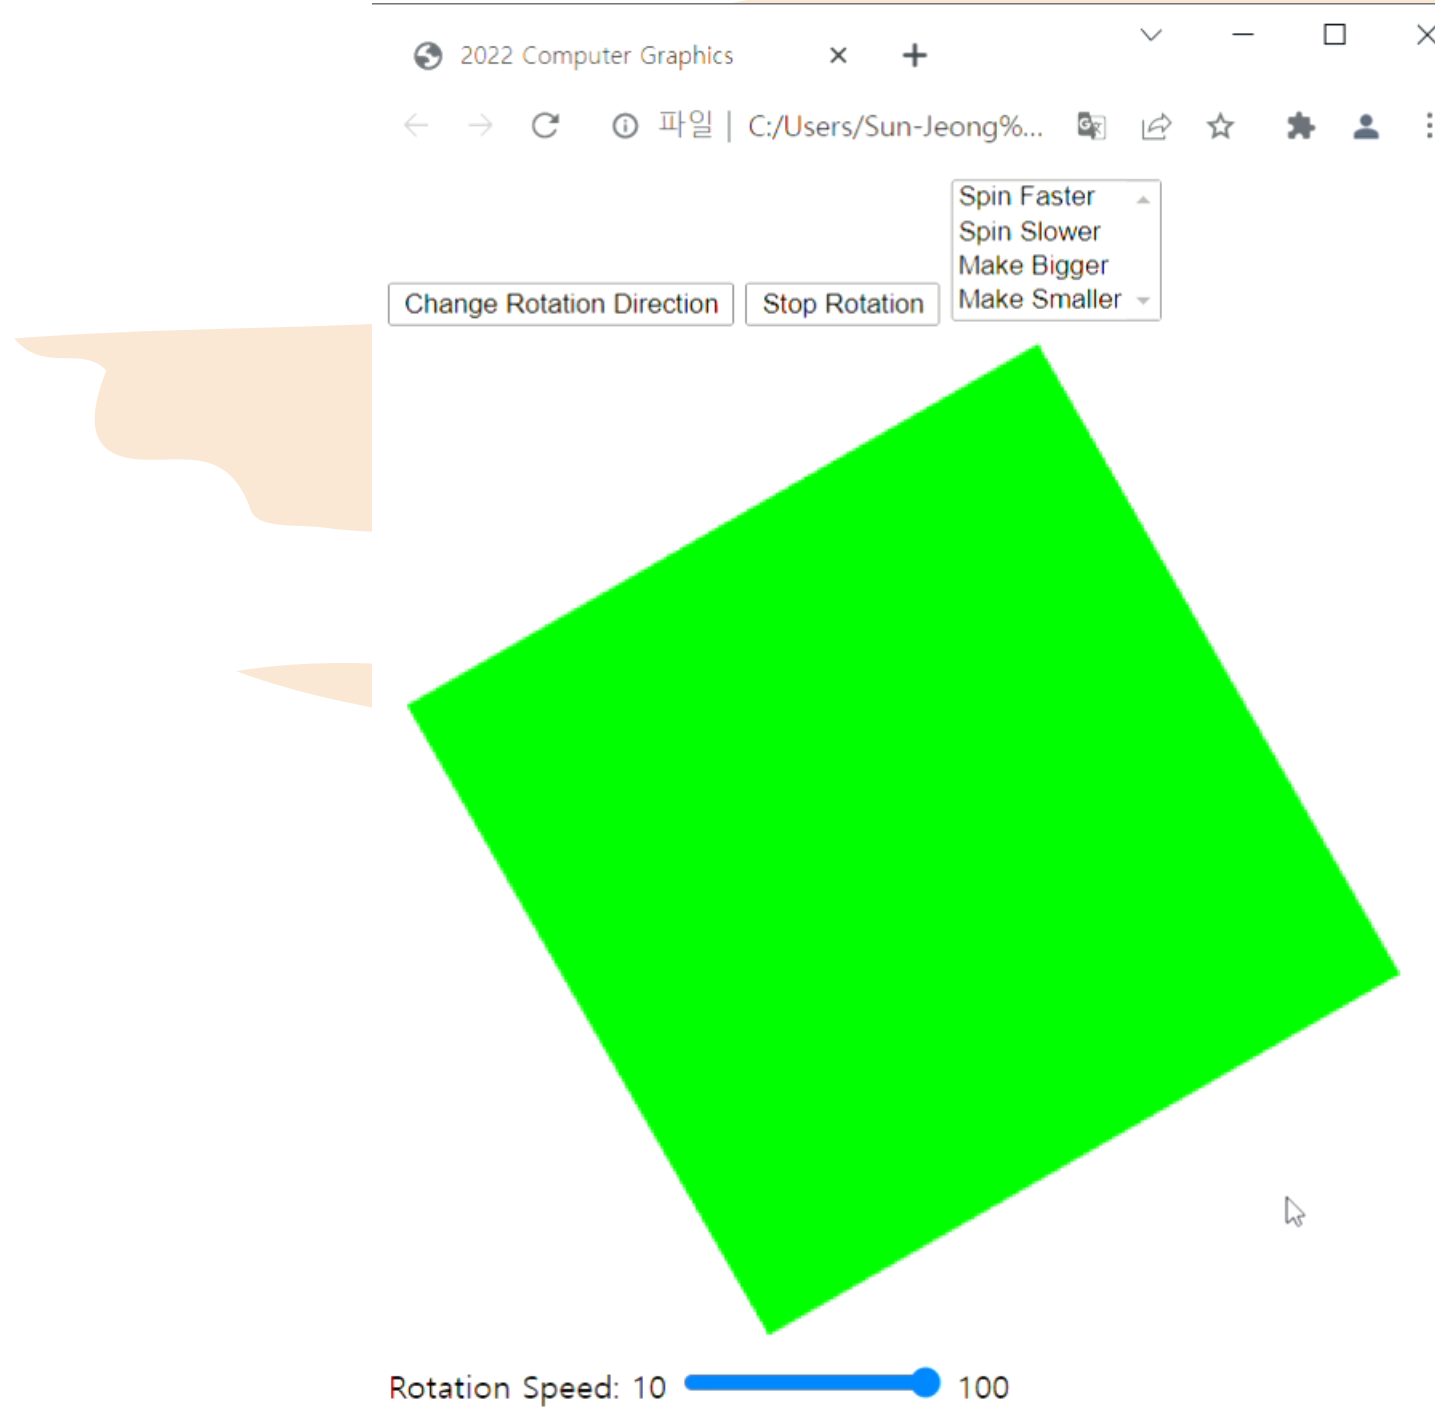 2022 Computer Graphics
파일 | C:/Users/Sun-Jeong%...
Spin Faster
Spin Slower
Make Bigger
Make Smaller
Change Rotation Direction
Stop Rotation
Rotation Speed: 10 100